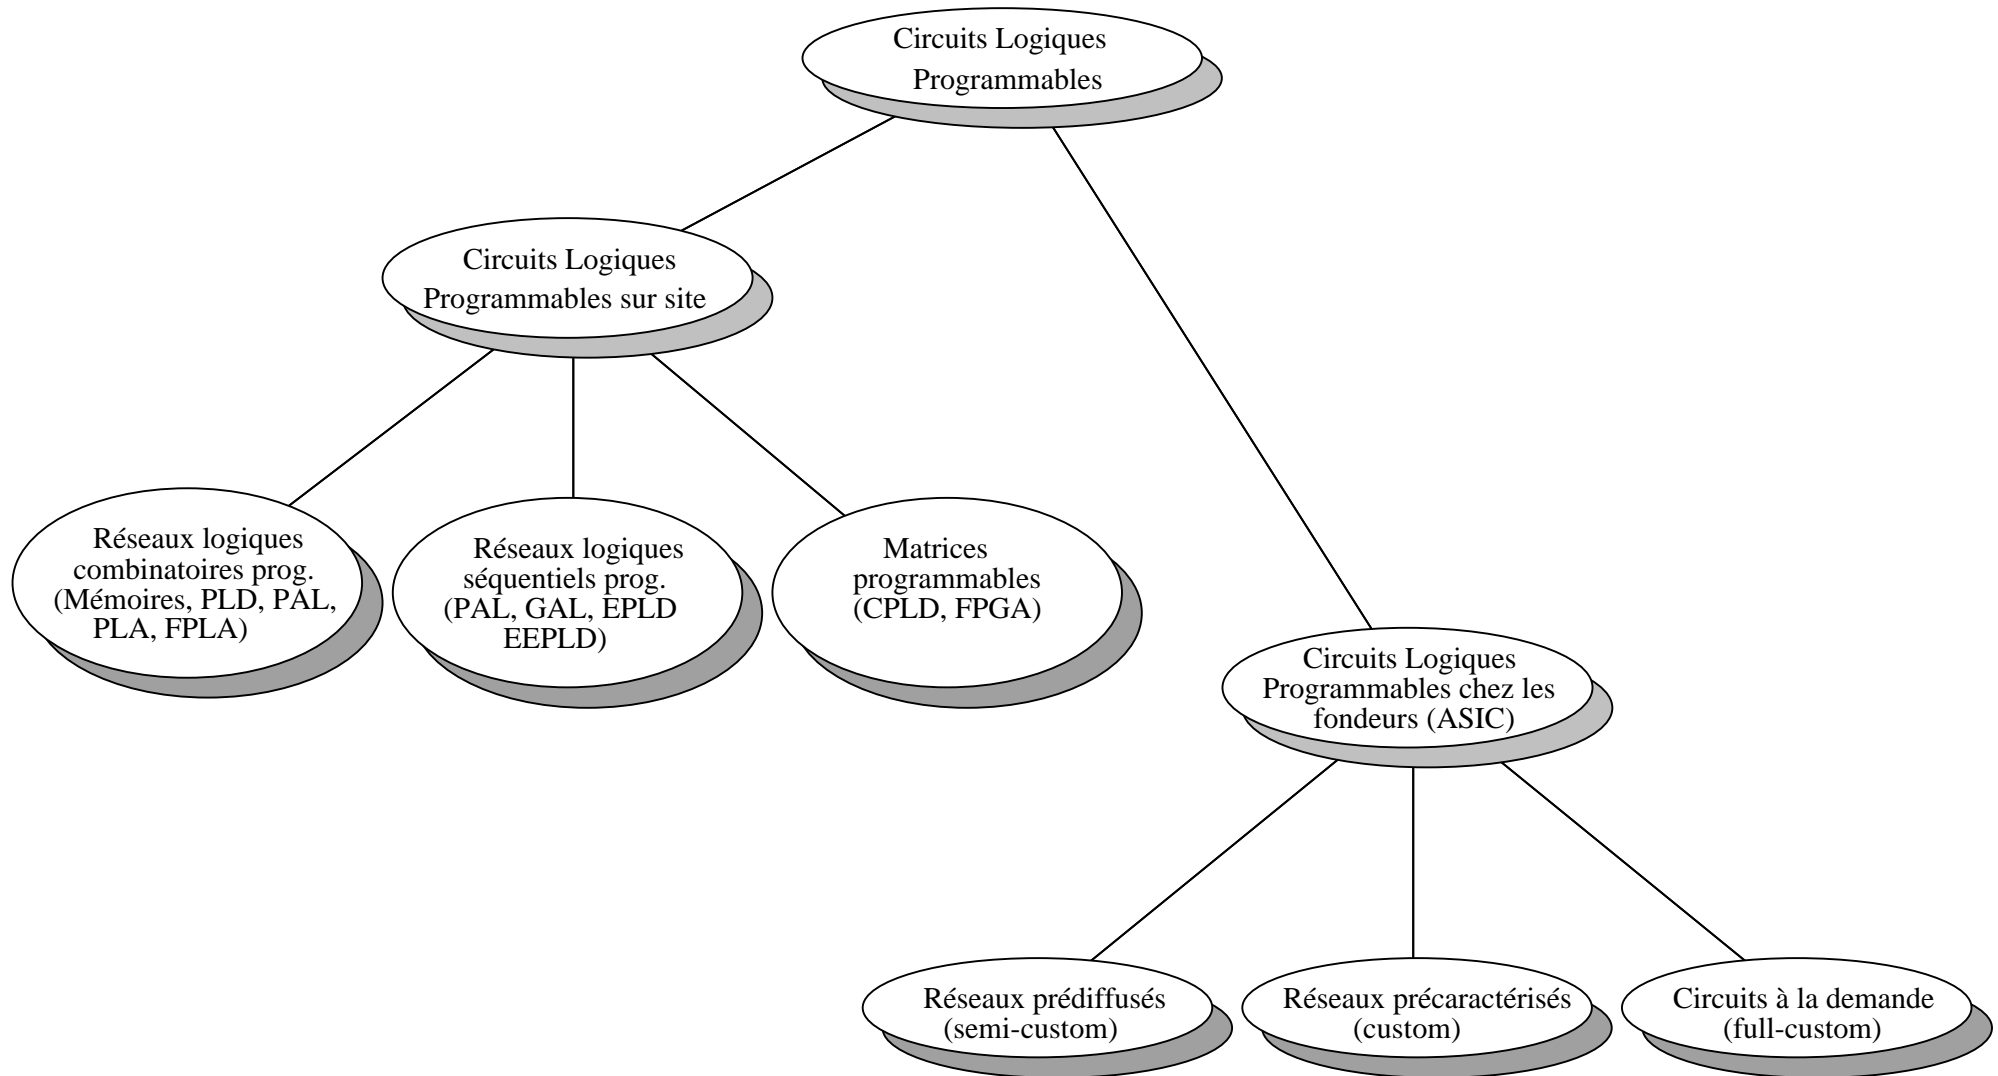 Circuits Logiques
Programmables
Circuits Logiques
Programmables sur site
Réseaux logiques
combinatoires prog.
(Mémoires, PLD, PAL,
PLA, FPLA)
Réseaux logiques
séquentiels prog.
(PAL, GAL, EPLD
EEPLD)
Matrices
programmables
(CPLD, FPGA)
Circuits Logiques
Programmables chez les
fondeurs (ASIC)
Réseaux prédiffusés
(semi-custom)
Réseaux précaractérisés
(custom)
Circuits à la demande
(full-custom)